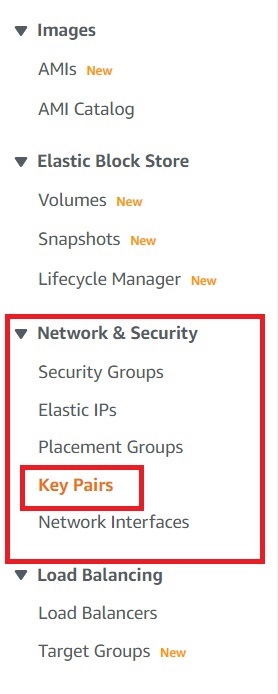 Images
AMIs New
AMI Catalog
Elastic Block Store
Volumes New
Snapshots New
Lifecycle Manager New
Network & Security
Security Groups
Elastic IPs
Placement Groups
Key Pairs
Network Interfaces
Load Balancing
Load Balancers
Target Groups New